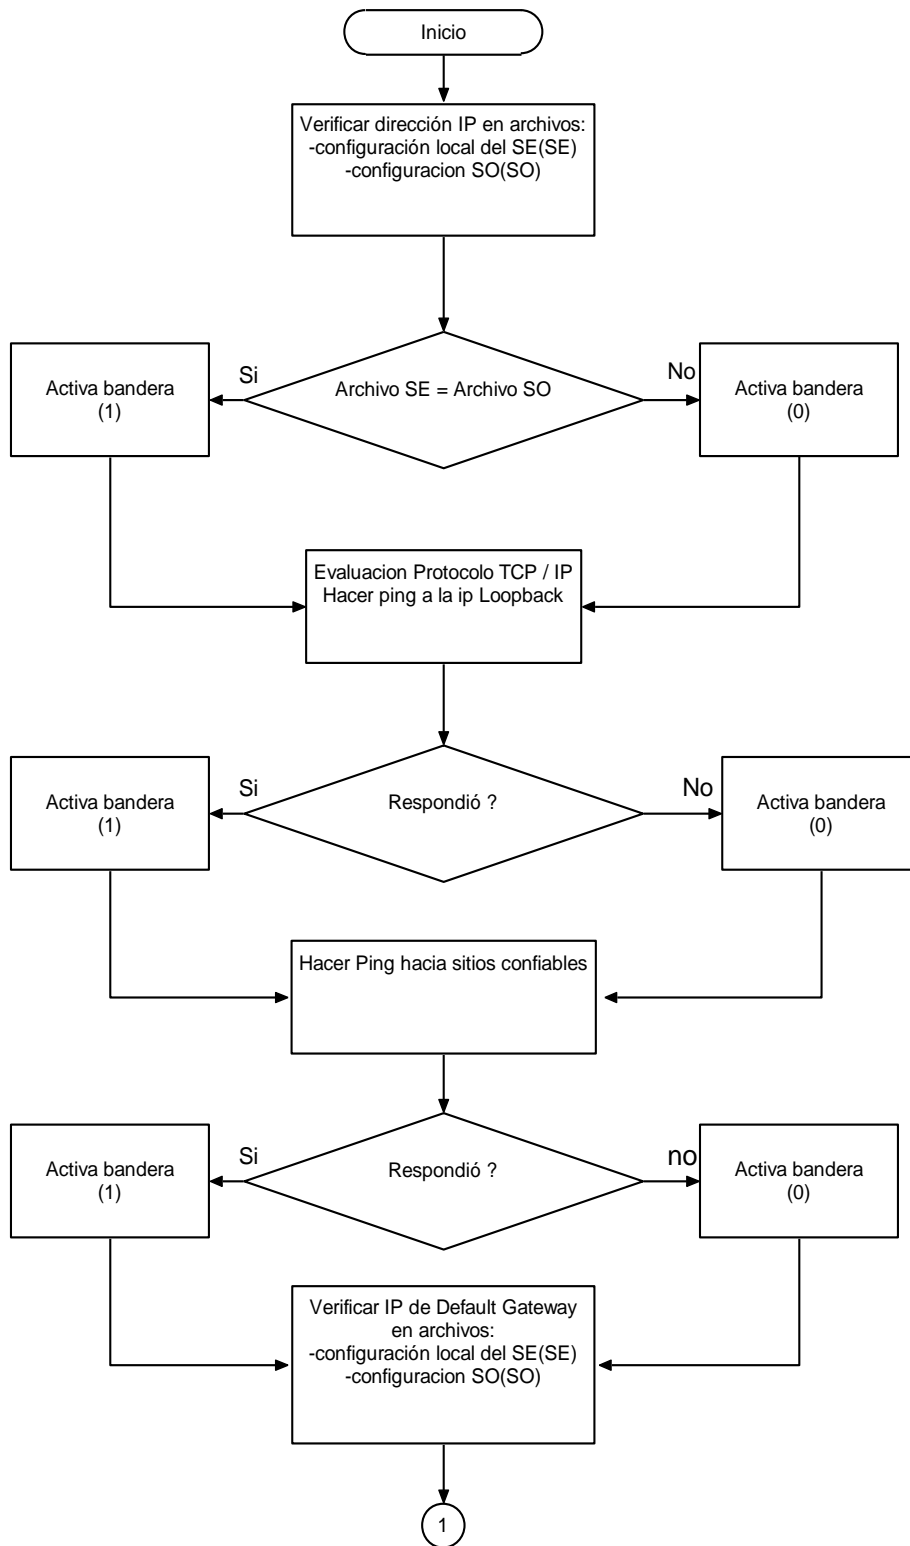 Inicio
Verificar dirección IP en archivos:
-configuración local del SE(SE)
-configuracion SO(SO)
Si
Archivo SE = Archivo SO
No
Activa bandera
(1)
Activa bandera
(0)
Evaluacion Protocolo TCP / IP
Hacer ping a la ip Loopback
Si
Respondió ?
No
Activa bandera
(1)
Activa bandera
(0)
Hacer Ping hacia sitios confiables
Si
Respondió ?
no
Activa bandera
(1)
Activa bandera
(0)
Verificar IP de Default Gateway
en archivos:
-configuración local del SE(SE)
-configuracion SO(SO)
1